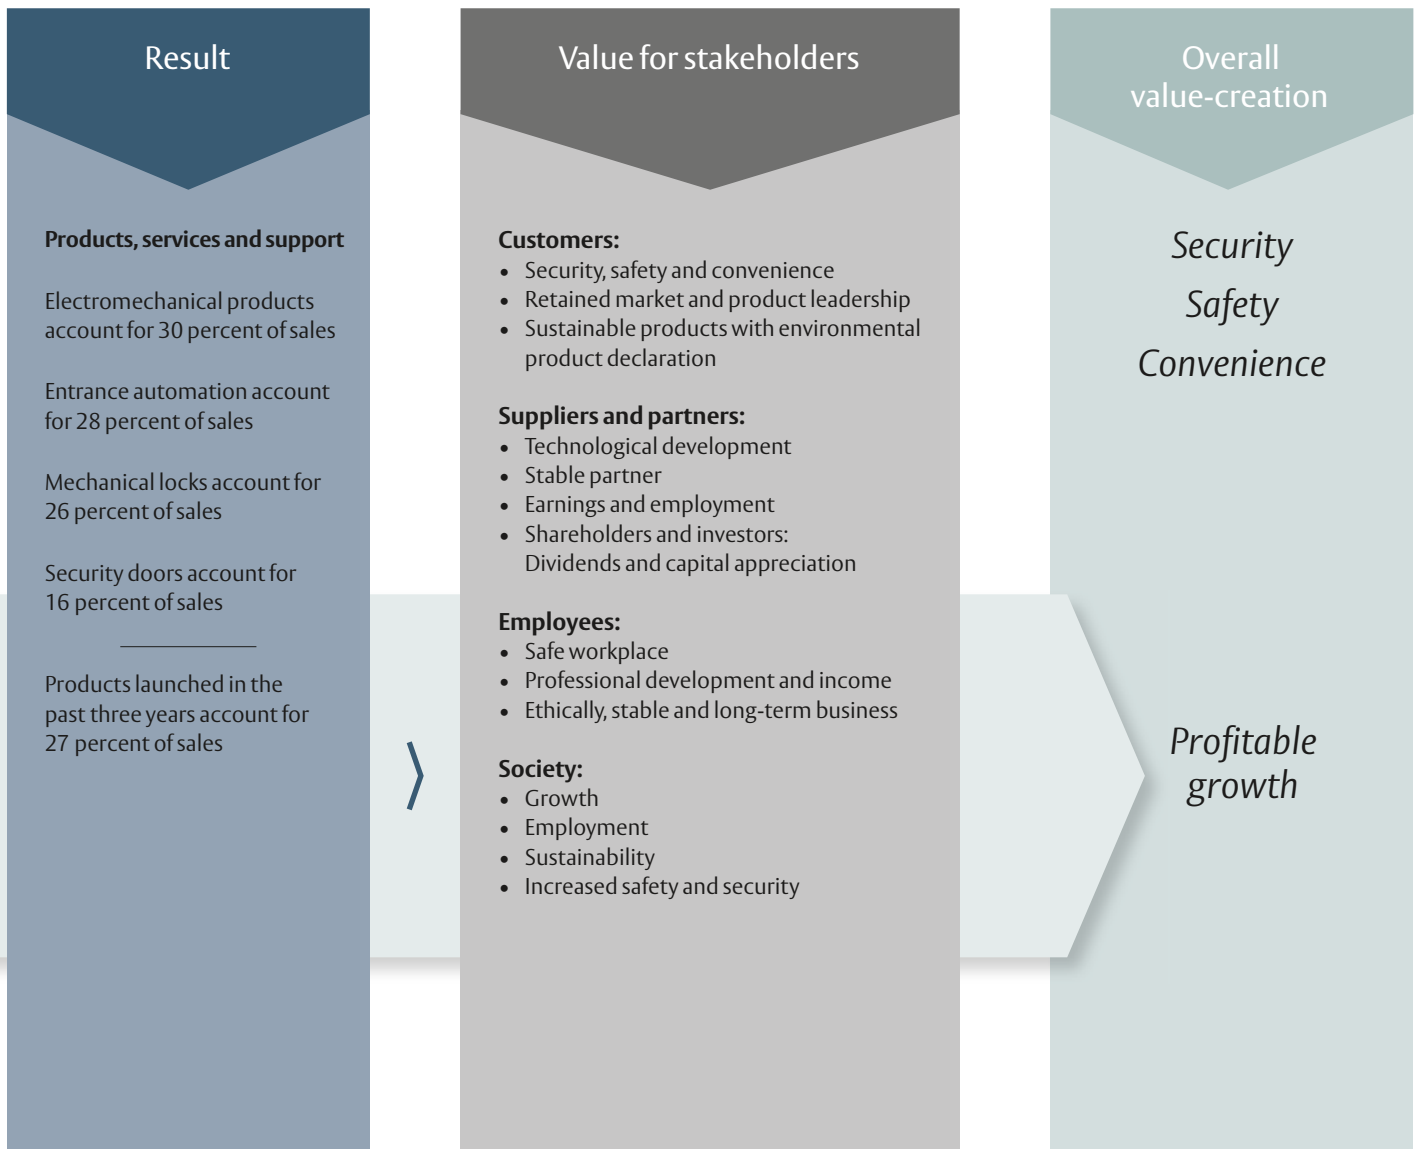 Result
Products, services and support
Electromechanical products
account for 30 percent of sales
Entrance automation account
for 28 percent of sales
Mechanical locks account for
26 percent of sales
Security doors account for
16 percent of sales
Products launched in the
past three years account for
27 percent of sales
Value for stakeholders
Customers:
• Security, safety and convenience
• Retained market and product leadership
• Sustainable products with environmental
product declaration
Suppliers and partners:
• Technological development
• Stable partner
• Earnings and employment
• Shareholders and investors:
Dividends and capital appreciation
Employees:
• Safe workplace
• Professional development and income
• Ethically, stable and long-term business
Society:
• Growth
• Employment
• Sustainability
• Increased safety and security
Overall
value-creation
Security
Safety
Convenience
Profitable
growth